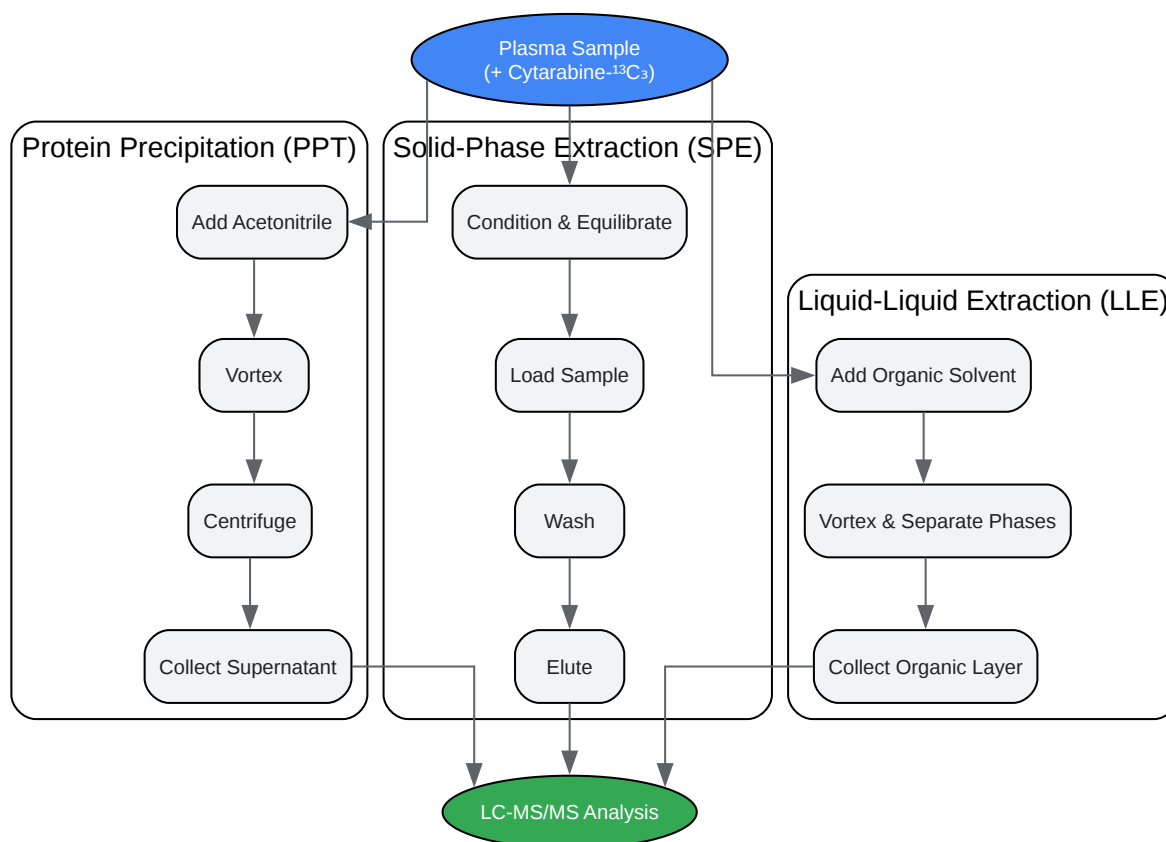 Plasma Sample
(+ Cytarabine-¹³C₃)
Protein Precipitation (PPT)
Add Acetonitrile
Vortex
Centrifuge
Collect Supernatant
Solid-Phase Extraction (SPE)
Condition & Equilibrate
Load Sample
Wash
Elute
Liquid-Liquid Extraction (LLE)
Add Organic Solvent
Vortex & Separate Phases
Collect Organic Layer
LC-MS/MS Analysis